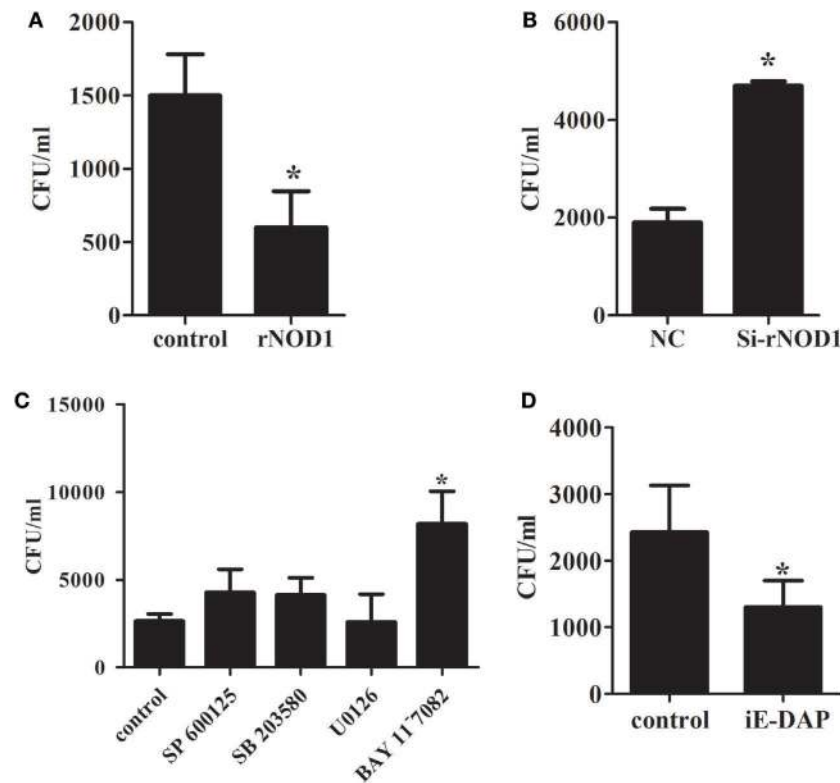 A
CFU/ml
2000
1500
1000
500
0
*
control rNOD1
B
CFU/ml
6000
4000
2000
0
*
NC Si-rNOD1
C
CFU/ml
15000
10000
5000
0
*
control
SP 600125
SB 203580
U0126
BAY 11-7082
D
CFU/ml
4000
3000
2000
1000
0
*
control iE-DAP